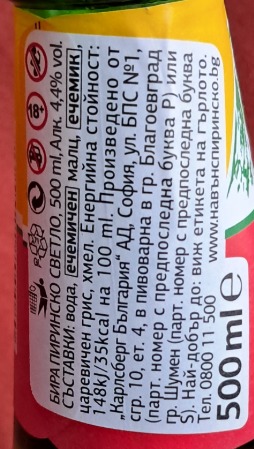 БИРА ПИРИНСКО СВЕТЛО, 500 ml, Алк. 4,4% vol.
СЪСТАВКИ: вода, ечемичен малц, ечемик,
царевичен грис, хмел. Енергийна стойност:
148kJ/35kcal на 100 ml. Произведено от
„Карлсберг България“ АД, София, ул. БПС №1,
сгр. 10, ет. 4, в пивоварна в гр. Благоевград
(парт. номер с предпоследна буква P) или
гр. Шумен (парт. номер с предпоследна буква
S). Най-добър до: виж етикета на гърлото.
Тел. 0800 11 500 www.навънспиринско.bg
500 ml e
18+